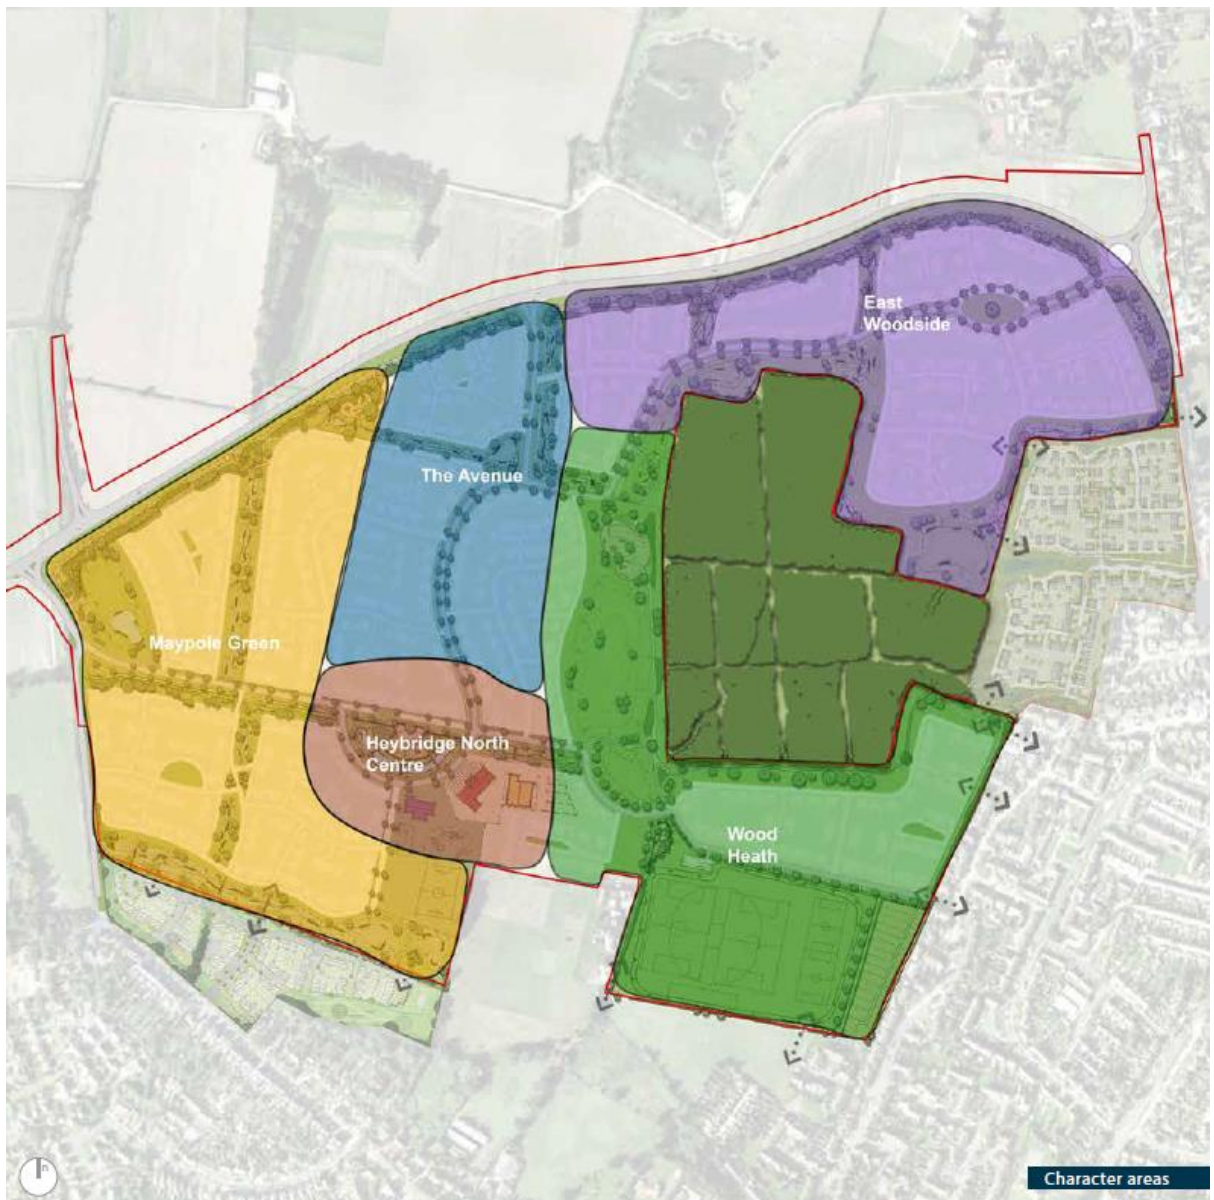 East
Woodside
The Avenue
Maypole Green
Heybridge North
Centre
Wood
Heath
n
Character areas